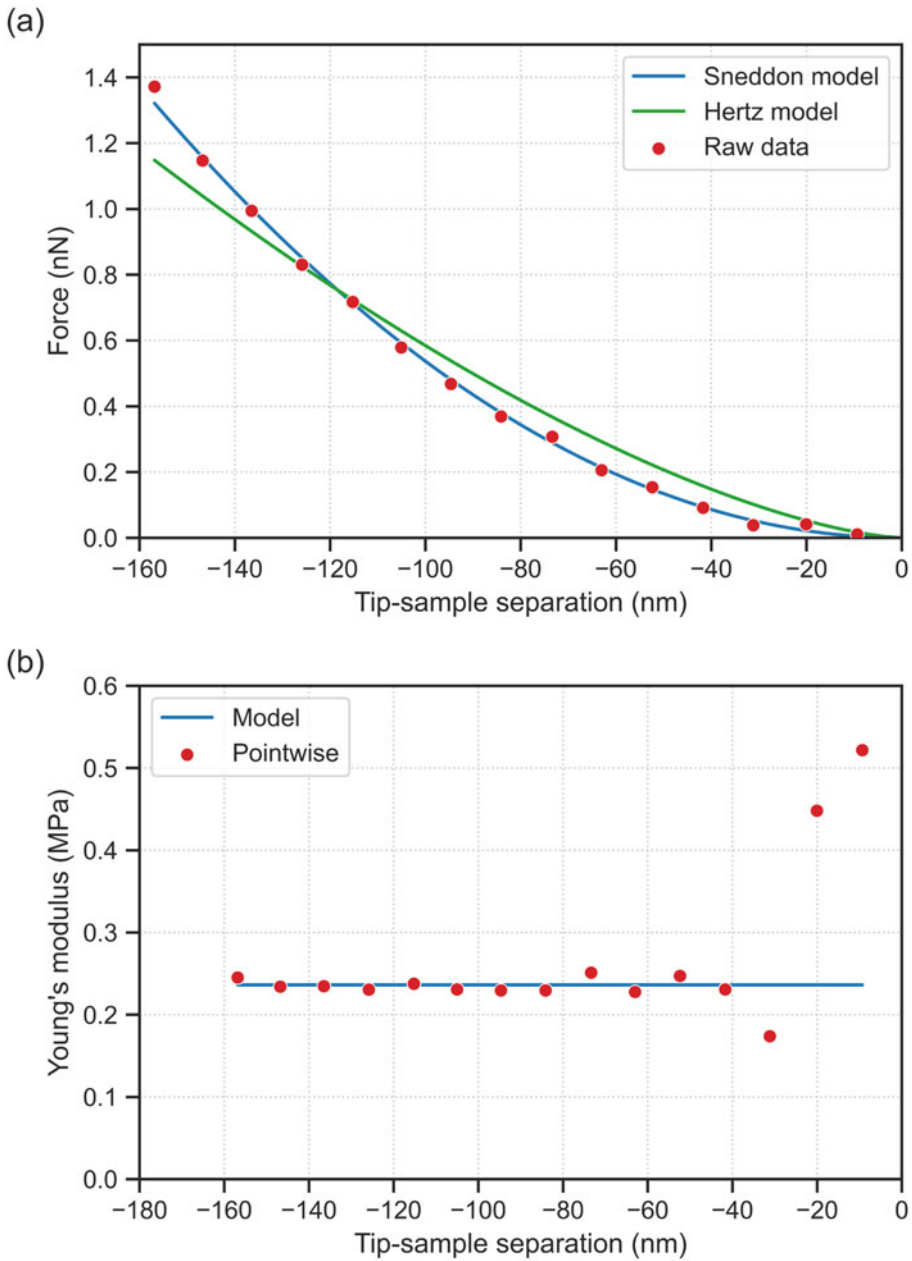 (a)
1.4
1.2
1.0
0.8
0.6
0.4
0.2
0.0
Force (nN)
Sneddon model
Hertz model
Raw data
−160 −140 −120 −100 −80 −60 −40 −20 0
Tip-sample separation (nm)
(b)
0.6
0.5
0.4
0.3
0.2
0.1
0.0
Young's modulus (MPa)
Model
Pointwise
−180 −160 −140 −120 −100 −80 −60 −40 −20 0
Tip-sample separation (nm)